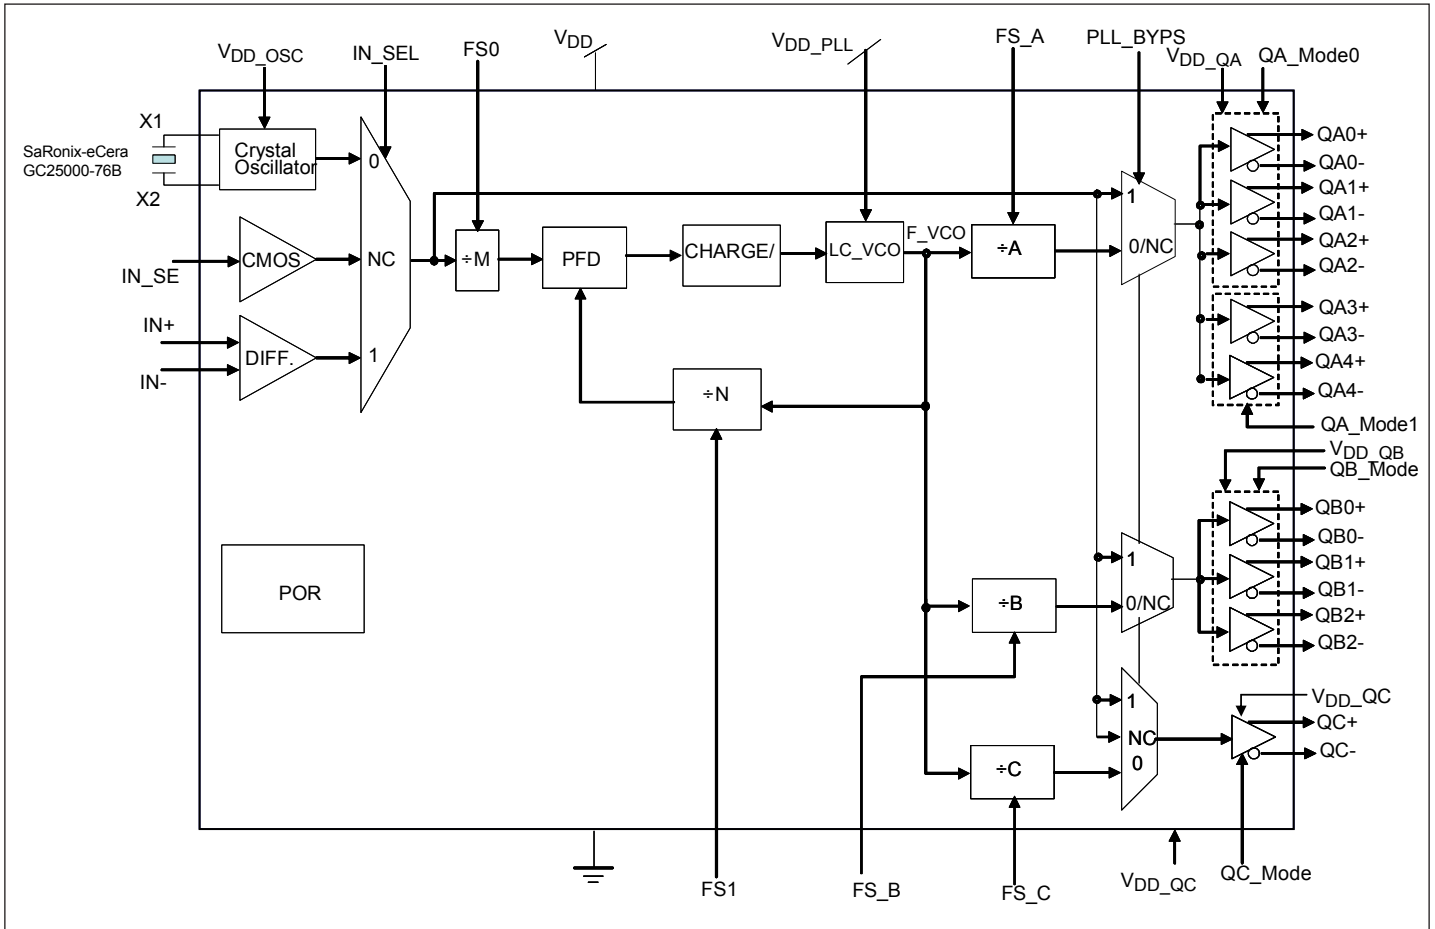 VDD_OSC
IN_SEL
FS0
VDD
VDD_PLL
FS_A
PLL_BYPS
VDD_QA
QA_Mode0
X1
SaRonix-eCera
GC25000-76B
X2
Crystal
Oscillator
0
NC
1
CMOS
DIFF.
IN_SE
IN+
IN-
÷M
PFD
CHARGE/
LC_VCO
F_VCO
÷A
1
0/NC
QA0+
QA0-
QA1+
QA1-
QA2+
QA2-
QA3+
QA3-
QA4+
QA4-
QA_Mode1
÷N
VDD_QB
QB_Mode
QB0+
QB0-
QB1+
QB1-
QB2+
QB2-
POR
÷B
1
0/NC
÷C
1
NC
0
VDD_QC
QC+
QC-
FS1
FS_B
FS_C
VDD_QC
QC_Mode